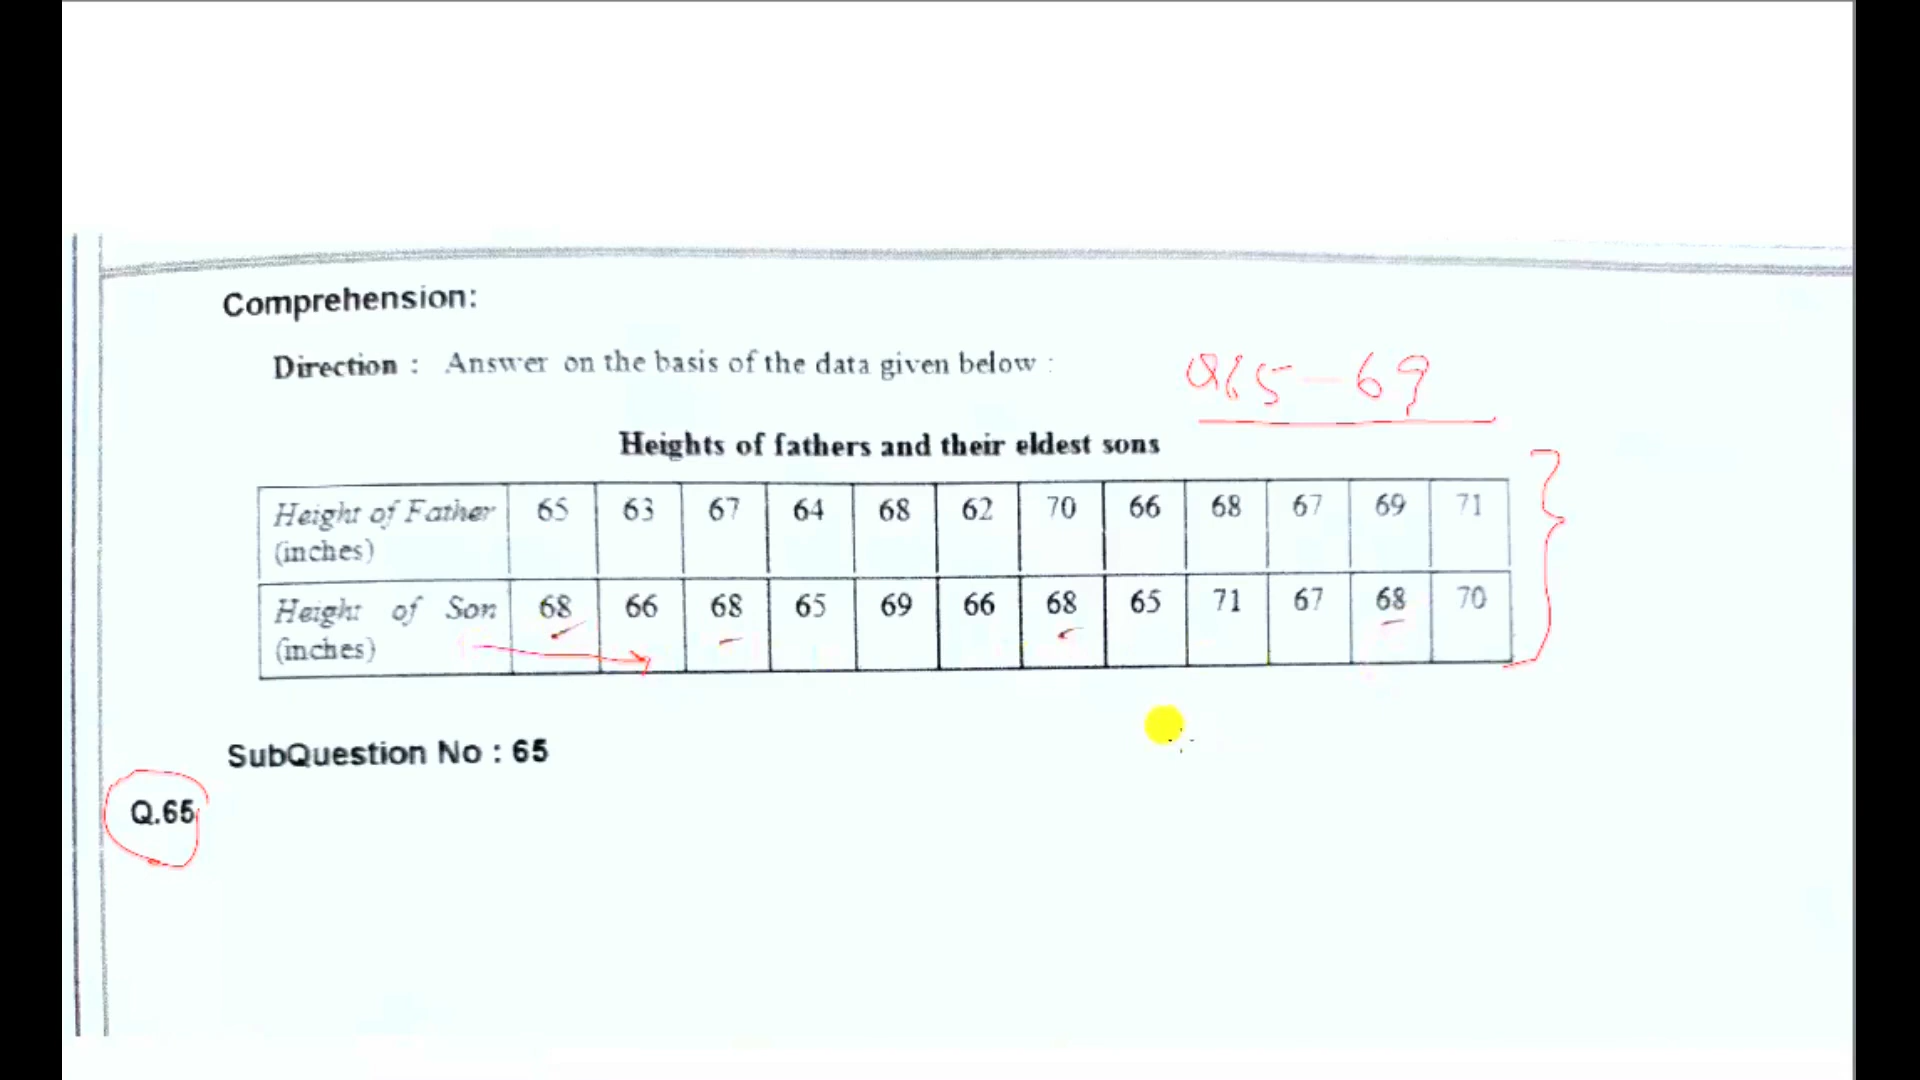 Comprehension:
Direction : Answer on the basis of the data given below :
Q65-69
Heights of fathers and their eldest sons
Height of Father (inches) 65 63 67 64 68 62 70 66 68 67 69 71
Height of Son (inches) 68 66 68 65 69 66 68 65 71 67 68 70
SubQuestion No : 65
Q.65